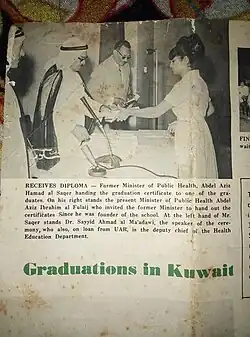 RECEIVES DIPLOMA — Former Minister of Public Health, Abdel Aziz
Hamad al Saqer handing the graduation certificate to one of the gra-
duates. On his right stands the present Minister of Public Health Abdel
Aziz Ibrahim al Fulaij who invited the former Minister to hand out the
certificates Since he was founder of the school. At the left hand of Mr.
Saqer stands Dr. Sayyid Ahmad al Ma'adawi, the speaker of the cere-
mony, who also, on loan from UAR, is the deputy chief of the Health
Education Department.
Graduations in Kuwait